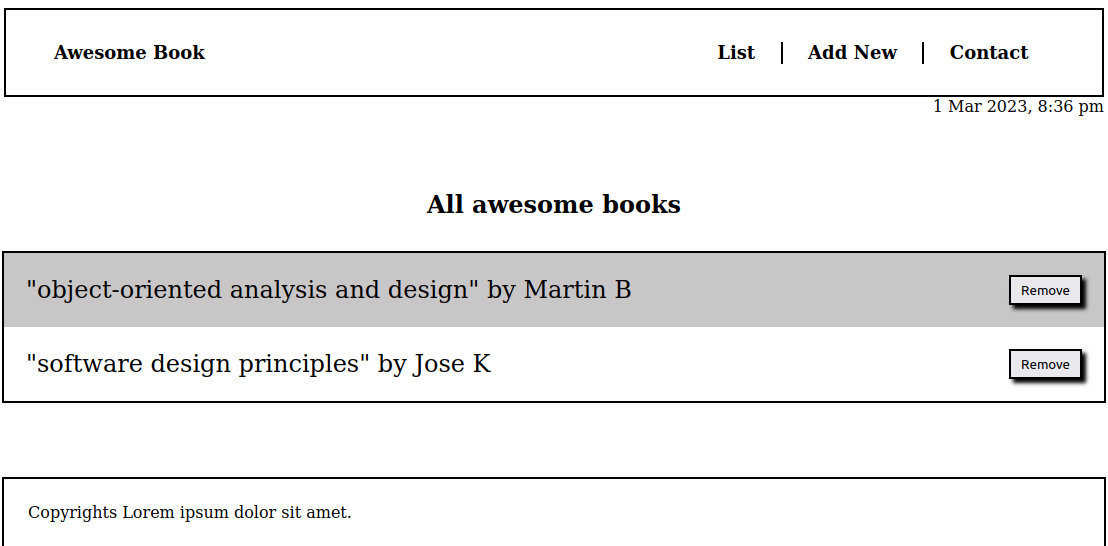 Awesome Book List Add New Contact
1 Mar 2023, 8:36 pm
All awesome books
"object-oriented analysis and design" by Martin B Remove
"software design principles" by Jose K Remove
Copyrights Lorem ipsum dolor sit amet.